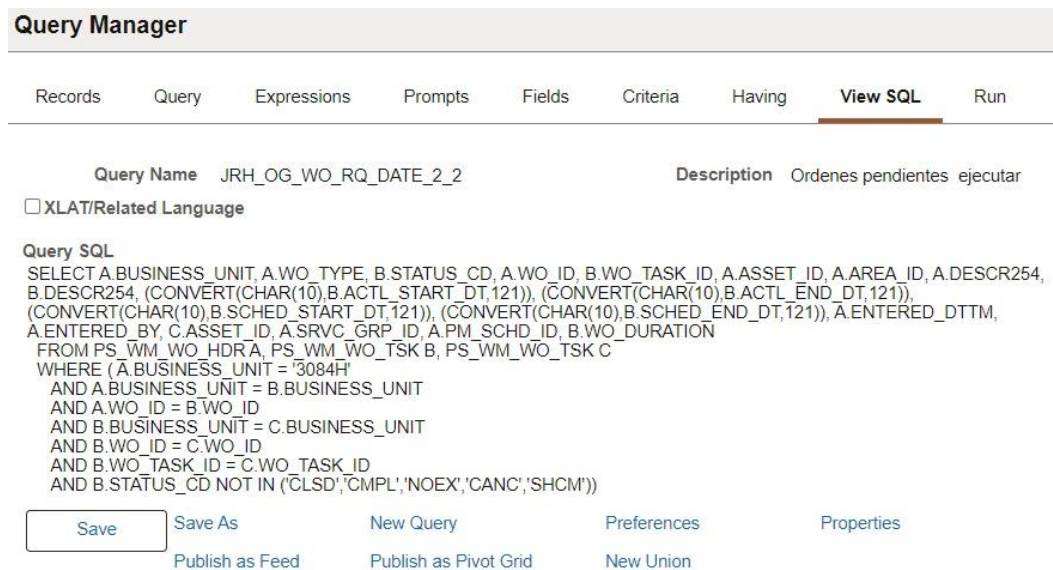 Query Manager
Records Query Expressions Prompts Fields Criteria Having View SQL Run
Query Name JRH_OG_WO_RQ_DATE_2_2 Description Ordenes pendientes ejecutar
XLAT/Related Language
Query SQL
SELECT A.BUSINESS_UNIT, A.WO_TYPE, B.STATUS_CD, A.WO_ID, B.WO_TASK_ID, A.ASSET_ID, A.AREA_ID, A.DESCR254,
B.DESCR254, (CONVERT(CHAR(10),B.ACTL_START_DT,121)), (CONVERT(CHAR(10),B.ACTL_END_DT,121)),
(CONVERT(CHAR(10),B.SCHED_START_DT,121)), (CONVERT(CHAR(10),B.SCHED_END_DT,121)), A.ENTERED_DTTM,
A.ENTERED_BY, C.ASSET_ID, A.SRVC_GRP_ID, A.PM_SCHD_ID, B.WO_DURATION
FROM PS_WM_WO_HDR A, PS_WM_WO_TSK B, PS_WM_WO_TSK C
WHERE ( A.BUSINESS_UNIT = '3084H'
AND A.BUSINESS_UNIT = B.BUSINESS_UNIT
AND A.WO_ID = B.WO_ID
AND B.BUSINESS_UNIT = C.BUSINESS_UNIT
AND B.WO_ID = C.WO_ID
AND B.WO_TASK_ID = C.WO_TASK_ID
AND B.STATUS_CD NOT IN ('CLSD','CMPL','NOEX','CANC','SHCM'))
Save Save As New Query Preferences Properties
Publish as Feed Publish as Pivot Grid New Union